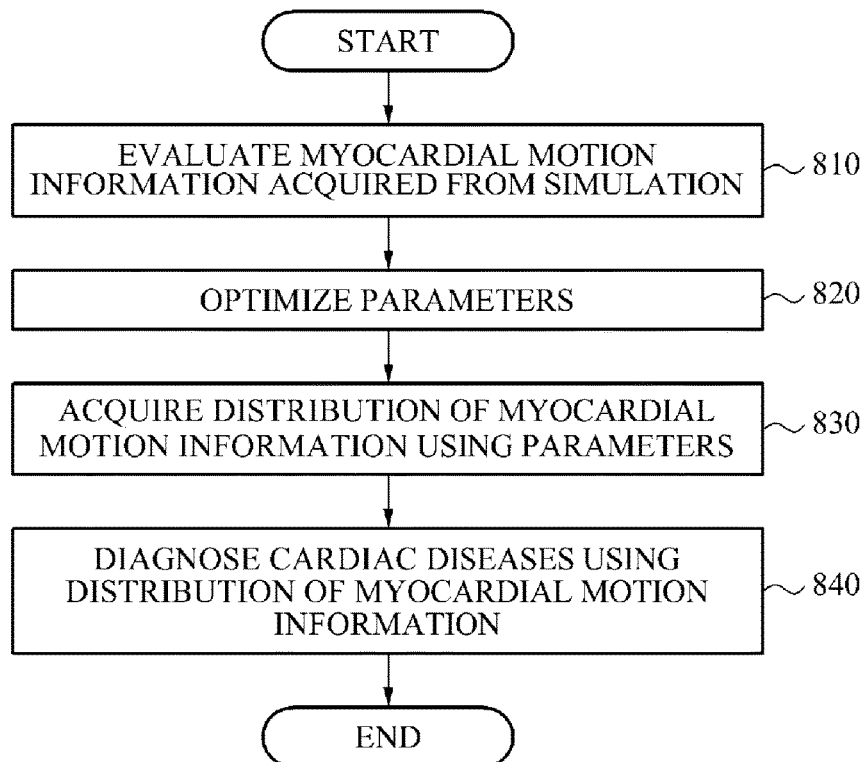 START
EVALUATE MYOCARDIAL MOTION
INFORMATION ACQUIRED FROM SIMULATION
810
OPTIMIZE PARAMETERS
820
ACQUIRE DISTRIBUTION OF MYOCARDIAL
MOTION INFORMATION USING PARAMETERS
830
DIAGNOSE CARDIAC DISEASES USING
DISTRIBUTION OF MYOCARDIAL MOTION
INFORMATION
840
END